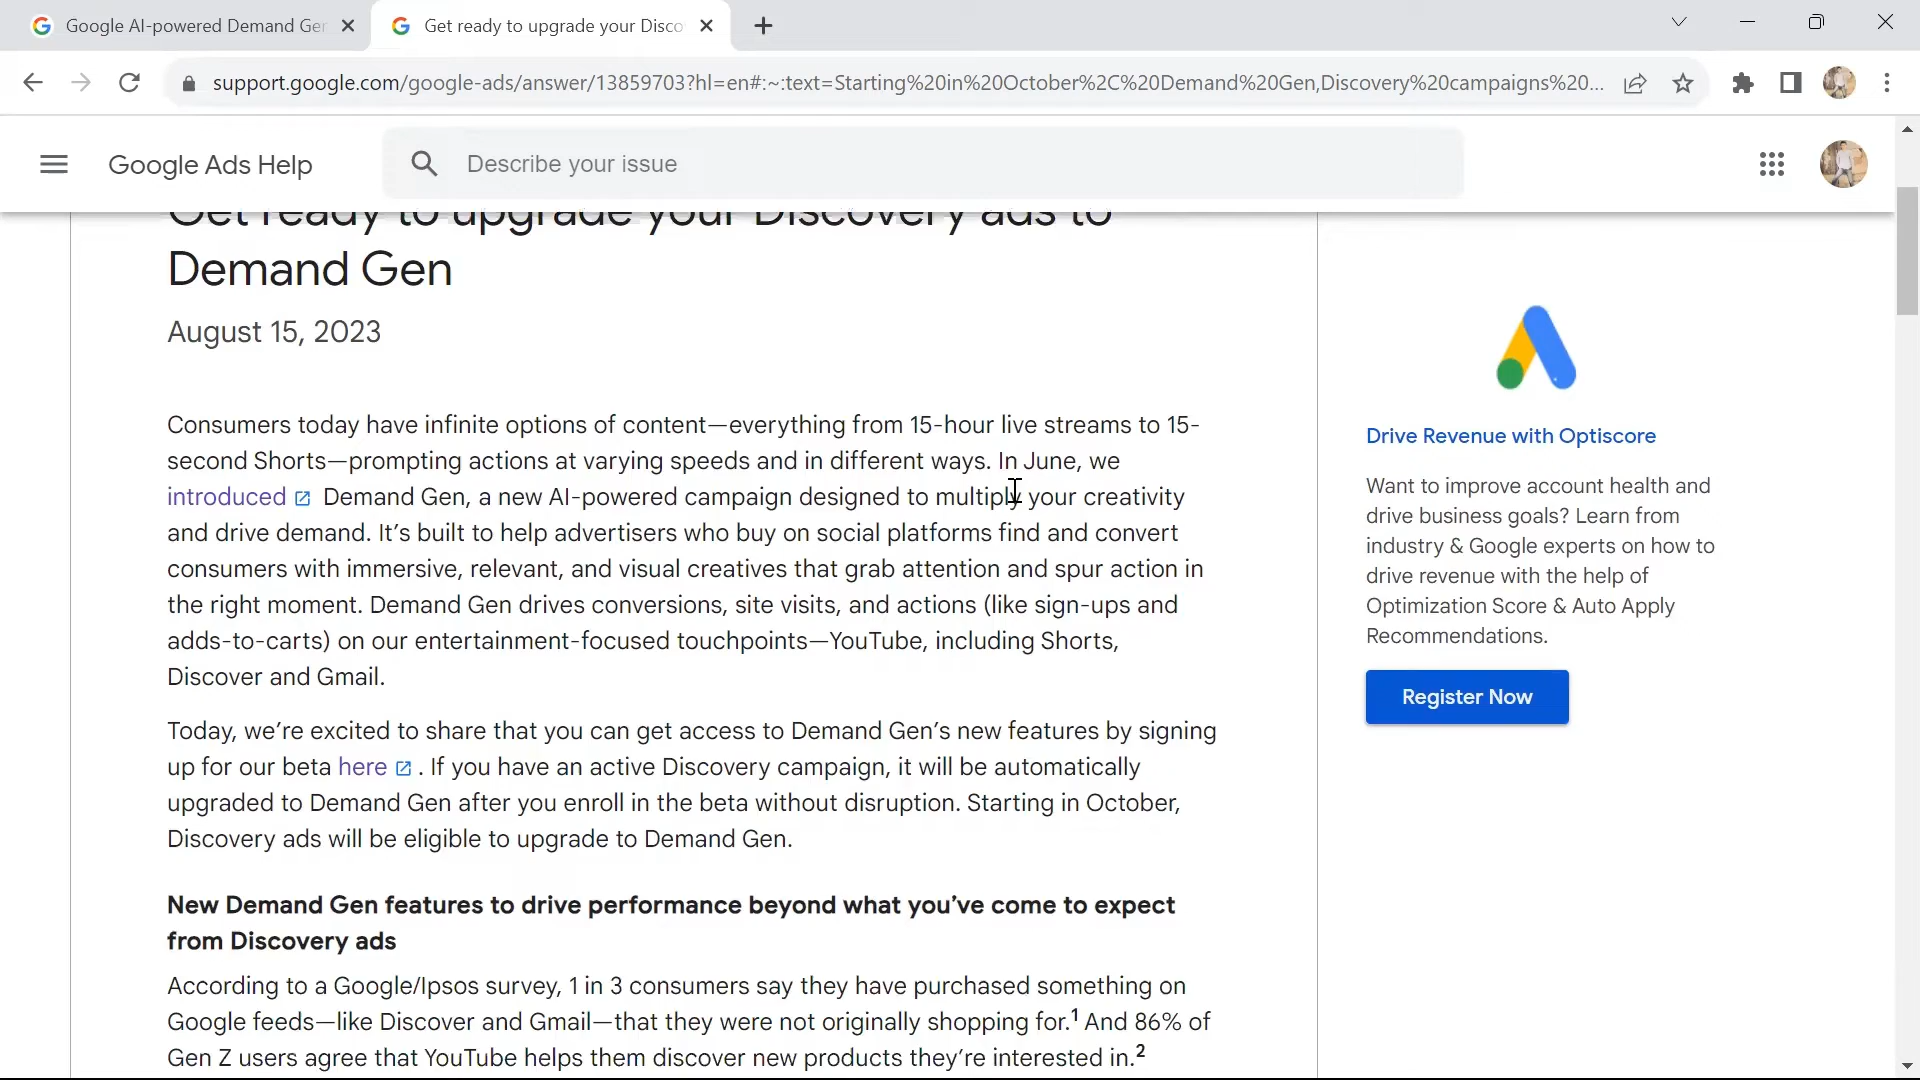 Google AI-powered Demand Ger
Get ready to upgrade your Disco
support.google.com/google-ads/answer/13859703?hl=en#:~:text=Starting%20in%20October%2C%20Demand%20Gen,Discovery%20campaigns%20...
Google Ads Help
Describe your issue
Get ready to upgrade your Discovery ads to
Demand Gen
August 15, 2023
Consumers today have infinite options of content—everything from 15-hour live streams to 15-
second Shorts—prompting actions at varying speeds and in different ways. In June, we
introduced Demand Gen, a new AI-powered campaign designed to multiply your creativity
and drive demand. It's built to help advertisers who buy on social platforms find and convert
consumers with immersive, relevant, and visual creatives that grab attention and spur action in
the right moment. Demand Gen drives conversions, site visits, and actions (like sign-ups and
adds-to-carts) on our entertainment-focused touchpoints—YouTube, including Shorts,
Discover and Gmail.
Today, we're excited to share that you can get access to Demand Gen's new features by signing
up for our beta here . If you have an active Discovery campaign, it will be automatically
upgraded to Demand Gen after you enroll in the beta without disruption. Starting in October,
Discovery ads will be eligible to upgrade to Demand Gen.
New Demand Gen features to drive performance beyond what you've come to expect
from Discovery ads
According to a Google/Ipsos survey, 1 in 3 consumers say they have purchased something on
Google feeds—like Discover and Gmail—that they were not originally shopping for.¹ And 86% of
Gen Z users agree that YouTube helps them discover new products they're interested in.²
Drive Revenue with Optiscore
Want to improve account health and
drive business goals? Learn from
industry & Google experts on how to
drive revenue with the help of
Optimization Score & Auto Apply
Recommendations.
Register Now